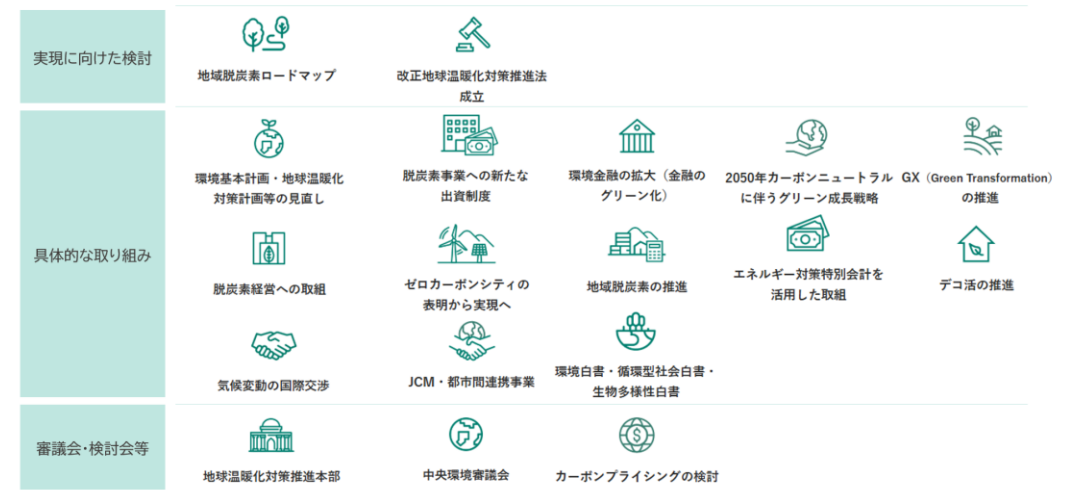 実現に向けた検討
地域脱炭素ロードマップ
改正地球温暖化対策推進法
成立
具体的な取り組み
環境基本計画・地球温暖化
対策計画等の見直し
脱炭素事業への新たな
出資制度
環境金融の拡大（金融の
グリーン化）
2050年カーボンニュートラル
に伴うグリーン成長戦略
GX（Green Transformation）
の推進
脱炭素経営への取組
ゼロカーボンシティの
表明から実現へ
地域脱炭素の推進
エネルギー対策特別会計を
活用した取組
デコ活の推進
気候変動の国際交渉
JCM・都市間連携事業
環境白書・循環型社会白書・
生物多様性白書
審議会・検討会等
地球温暖化対策推進本部
中央環境審議会
カーボンプライシングの検討